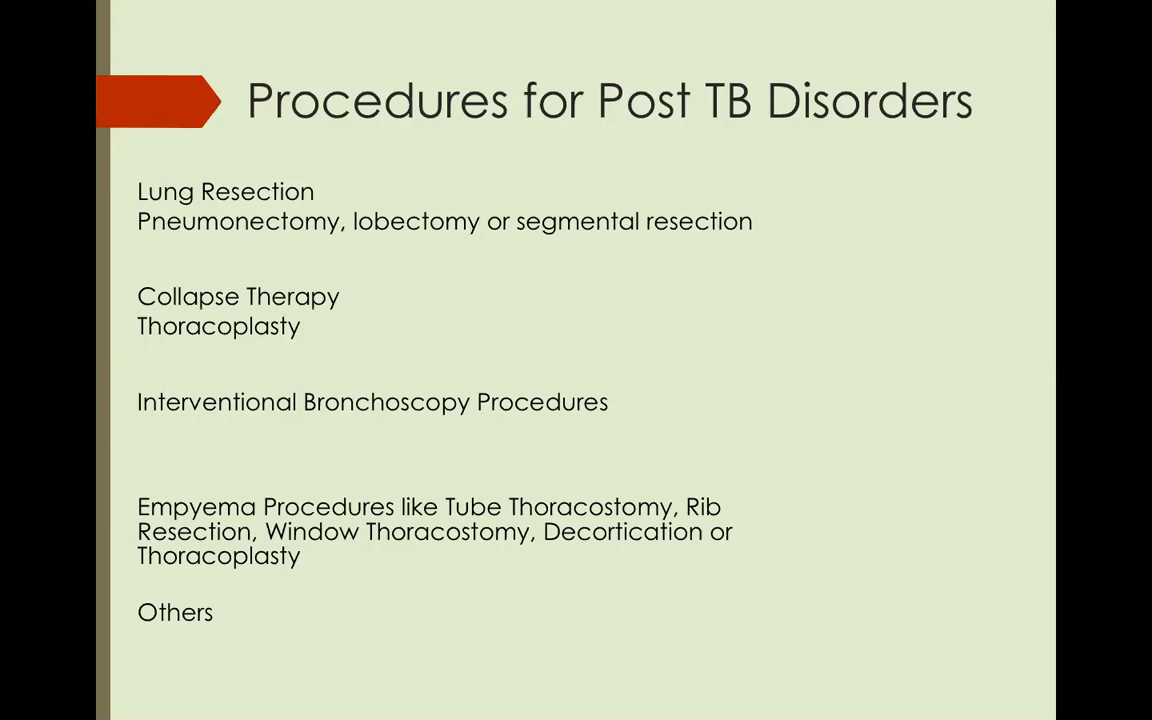 Procedures for Post TB Disorders
Lung Resection
Pneumonectomy, lobectomy or segmental resection
Collapse Therapy
Thoracoplasty
Interventional Bronchoscopy Procedures
Empyema Procedures like Tube Thoracostomy, Rib
Resection, Window Thoracostomy, Decortication or
Thoracoplasty
Others